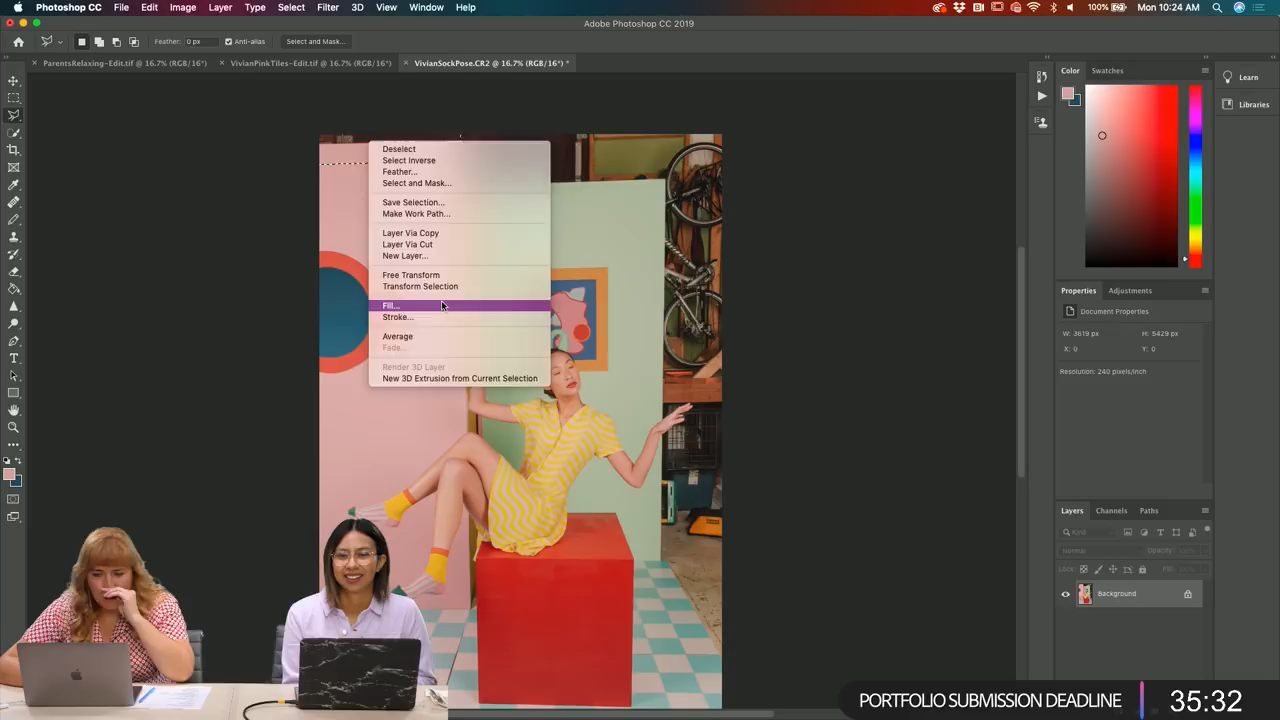 Photoshop CC File Edit Image Layer Type Select Filter 3D View Window Help 100% Mon 10:24 AM
Adobe Photoshop CC 2019
Feather: 0 px Anti-alias Select and Mask...
ParentsRelaxing-Edit.tif @ 16.7% (RGB/16*) VivianPinkTiles-Edit.tif @ 16.7% (RGB/16*) VivianSockPose.CR2 @ 16.7% (RGB/16*) *
Color Swatches
Learn
Libraries
Deselect
Select Inverse
Feather...
Select and Mask...
Save Selection...
Make Work Path...
Layer Via Copy
Layer Via Cut
New Layer...
Free Transform
Transform Selection
Fill...
Stroke...
Average
Fade...
Render 3D Layer
New 3D Extrusion from Current Selection
Properties Adjustments
Document Properties
W: 3619 px H: 5429 px
X: 0 Y: 0
Resolution: 240 pixels/inch
Layers Channels Paths
Kind
Normal Opacity:
Lock: Fill:
Background
PORTFOLIO SUBMISSION DEADLINE 35:32